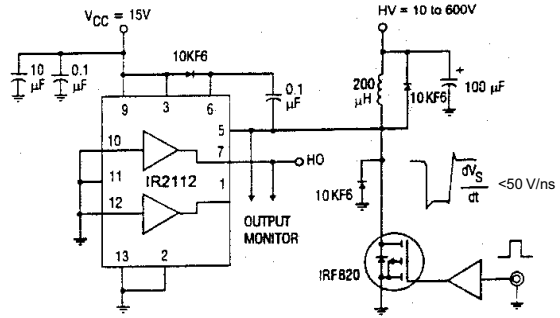 V_CC = 15V
HV = 10 to 600V
10KF6
10 µF
0.1 µF
0.1 µF
200 µH
10KF6
+
100 µF
9
3
6
5
10
7
HO
11
IR2112
1
12
OUTPUT MONITOR
10KF6
dV_S
dt
<50 V/ns
13
2
IRF820